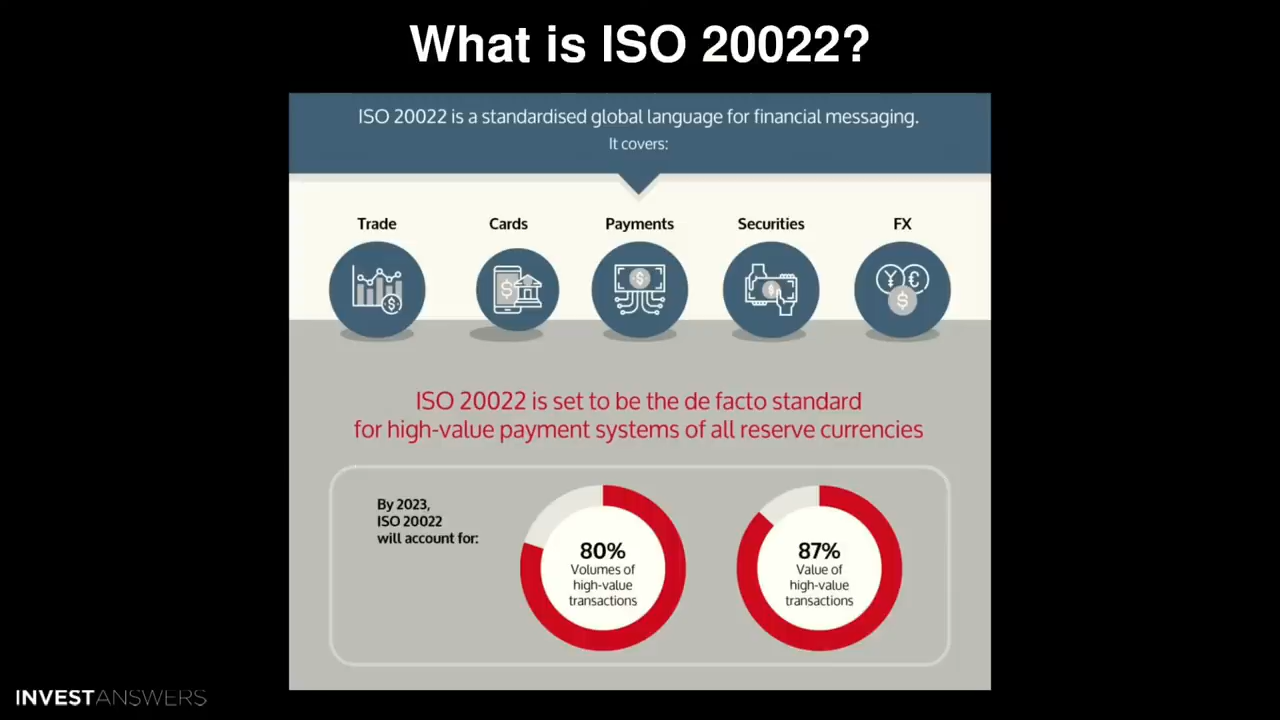 What is ISO 20022?
ISO 20022 is a standardised global language for financial messaging.
It covers:
Trade
Cards
Payments
Securities
FX
$
$
$
$
¥
€
$
ISO 20022 is set to be the de facto standard
for high-value payment systems of all reserve currencies
By 2023,
ISO 20022
will account for:
80%
Volumes of
high-value
transactions
87%
Value of
high-value
transactions
INVESTANSWERS